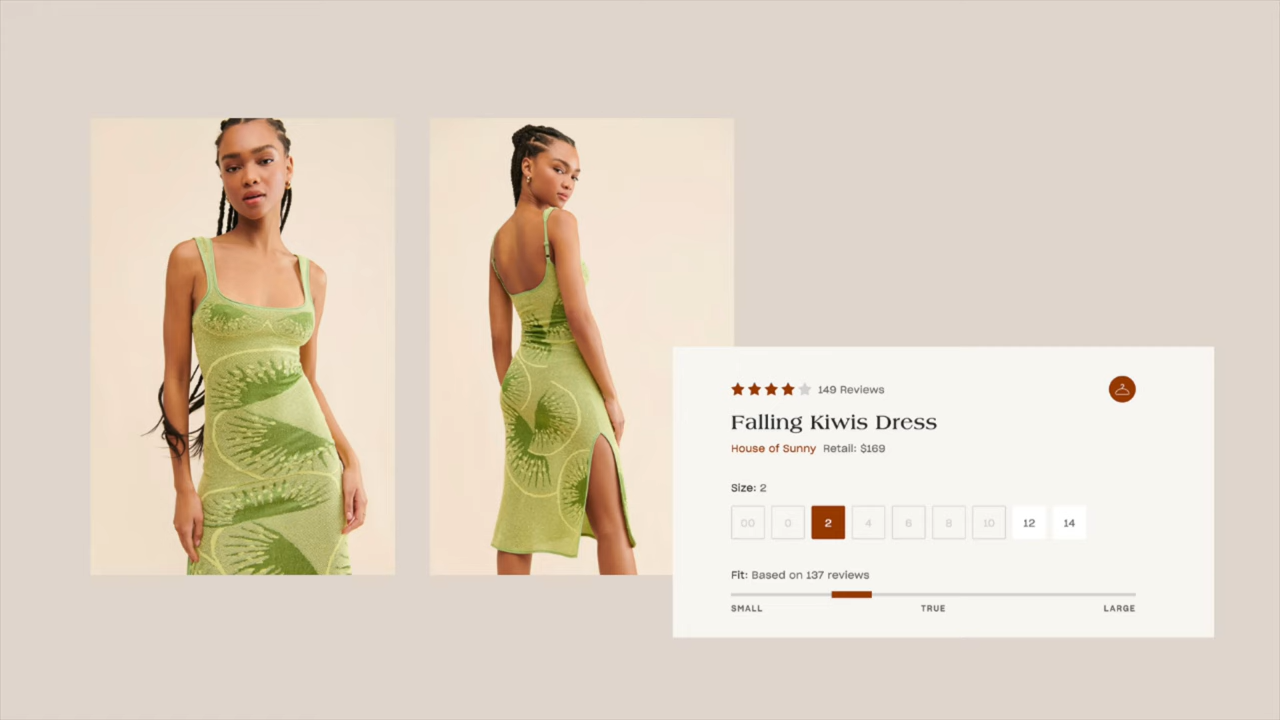 149 Reviews
Falling Kiwis Dress
House of Sunny Retail: $169
Size: 2
00 0 2 4 6 8 10 12 14
Fit: Based on 137 reviews
SMALL TRUE LARGE